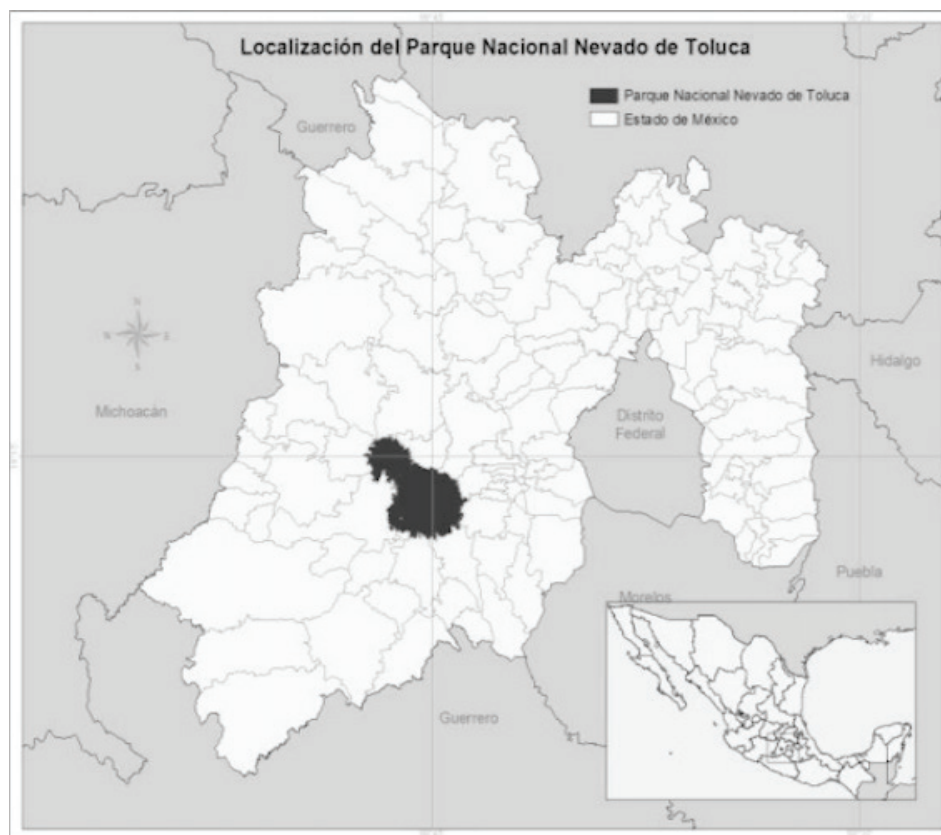 Localización del Parque Nacional Nevado de Toluca
Parque Nacional Nevado de Toluca
Estado de México
Guerrero
N
N
E
S
Hidalgo
Michoacán
Distrito
Federal
Puebla
Morelos
Guerrero